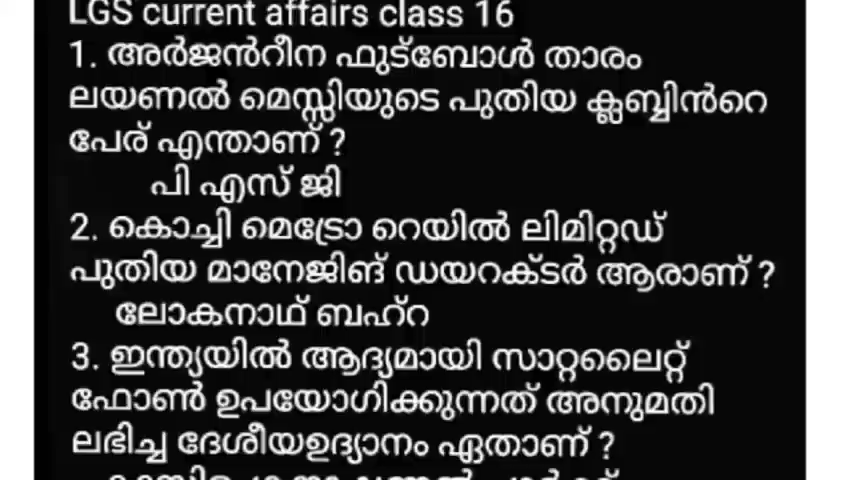 LGS current affairs class 16
1. അർജൻറീന ഫുട്ബോൾ താരം
ലയണൽ മെസ്സിയുടെ പുതിയ ക്ലബ്ബിൻറെ
പേര് എന്താണ് ?
പി എസ് ജി
2. കൊച്ചി മെട്രോ റെയിൽ ലിമിറ്റഡ്
പുതിയ മാനേജിങ് ഡയറക്ടർ ആരാണ് ?
ലോകനാഥ് ബഹ്റ
3. ഇന്ത്യയിൽ ആദ്യമായി സാറ്റലൈറ്റ്
ഫോൺ ഉപയോഗിക്കുന്നത് അനുമതി
ലഭിച്ച ദേശീയഉദ്യാനം ഏതാണ് ?